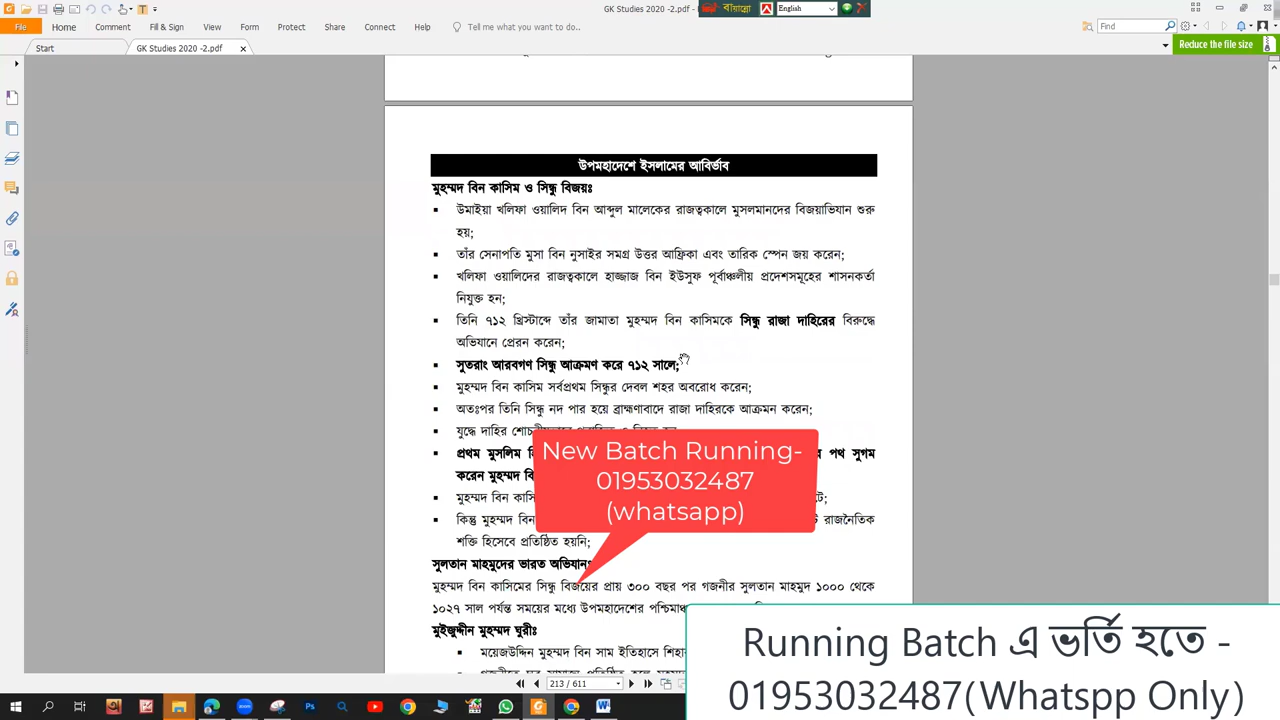 GK Studies 2020 -2.pdf -
বায়ান্নো English
File Home Comment Fill & Sign View Form Protect Share Connect Help Tell me what you want to do.. Find
Start GK Studies 2020 -2.pdf Reduce the file size
উপমহাদেশে ইসলামের আবির্ভাব
মুহম্মদ বিন কাসিম ও সিন্ধু বিজয়ঃ
▪ উমাইয়া খলিফা ওয়ালিদ বিন আব্দুল মালেকের রাজত্বকালে মুসলমানদের বিজয়াভিযান শুরু
হয়;
▪ তাঁর সেনাপতি মুসা বিন নুসাইর সমগ্র উত্তর আফ্রিকা এবং তারিক স্পেন জয় করেন;
▪ খলিফা ওয়ালিদের রাজত্বকালে হাজ্জাজ বিন ইউসুফ পূর্বাঞ্চলীয় প্রদেশসমূহের শাসনকর্তা
নিযুক্ত হন;
▪ তিনি ৭১২ খ্রিস্টাব্দে তাঁর জামাতা মুহম্মদ বিন কাসিমকে সিন্ধু রাজা দাহিরের বিরুদ্ধে
অভিযানে প্রেরন করেন;
▪ সুতরাং আরবগণ সিন্ধু আক্রমণ করে ৭১২ সালে;
▪ মুহম্মদ বিন কাসিম সর্বপ্রথম সিন্ধুর দেবল শহর অবরোধ করেন;
▪ অতঃপর তিনি সিন্ধু নদ পার হয়ে ব্রাহ্মণাবাদে রাজা দাহিরকে আক্রমন করেন;
▪ যুদ্ধে দাহির
▪ প্রথম মুসলিম পথ সুগম
করেন মুহম্মদ
▪ মুহম্মদ বিন
▪ কিন্তু মুহম্মদ বিন রাজনৈতিক
শক্তি হিসেবে প্রতিষ্ঠিত হয়নি;
New Batch Running-
01953032487
(whatsapp)
সুলতান মাহমুদের ভারত অভিযানঃ
মুহম্মদ বিন কাসিমের সিন্ধু বিজয়ের প্রায় ৩০০ বছর পর গজনীর সুলতান মাহমুদ ১০০০ থেকে
১০২৭ সাল পর্যন্ত সময়ের মধ্যে উপমহাদেশের
মুইজুদ্দীন মুহম্মদ ঘুরীঃ
▪ ময়েজউদ্দিন মুহম্মদ বিন সাম ইতিহাসে
Running Batch এ ভর্তি হতে -
01953032487(Whatspp Only)
213 / 611